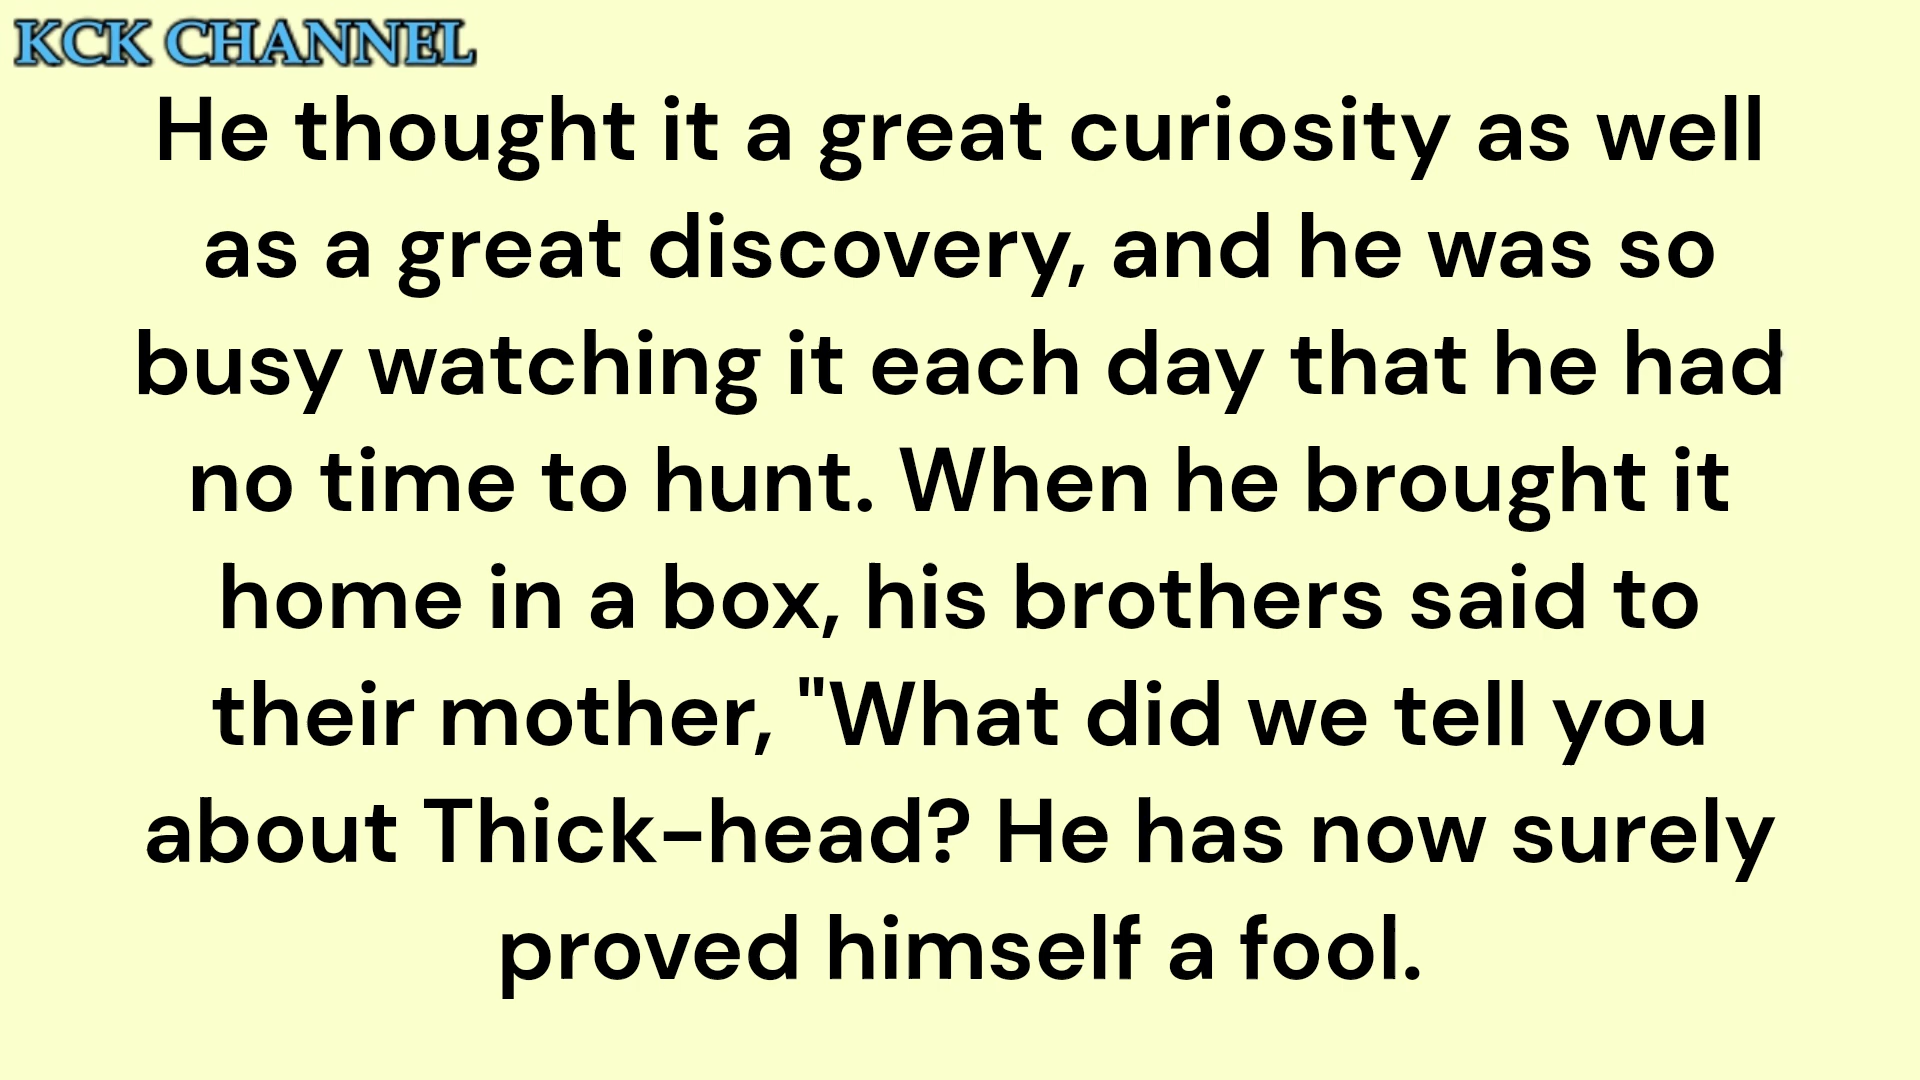 KCK CHANNEL
He thought it a great curiosity as well
as a great discovery, and he was so
busy watching it each day that he had
no time to hunt. When he brought it
home in a box, his brothers said to
their mother, "What did we tell you
about Thick-head? He has now surely
proved himself a fool.